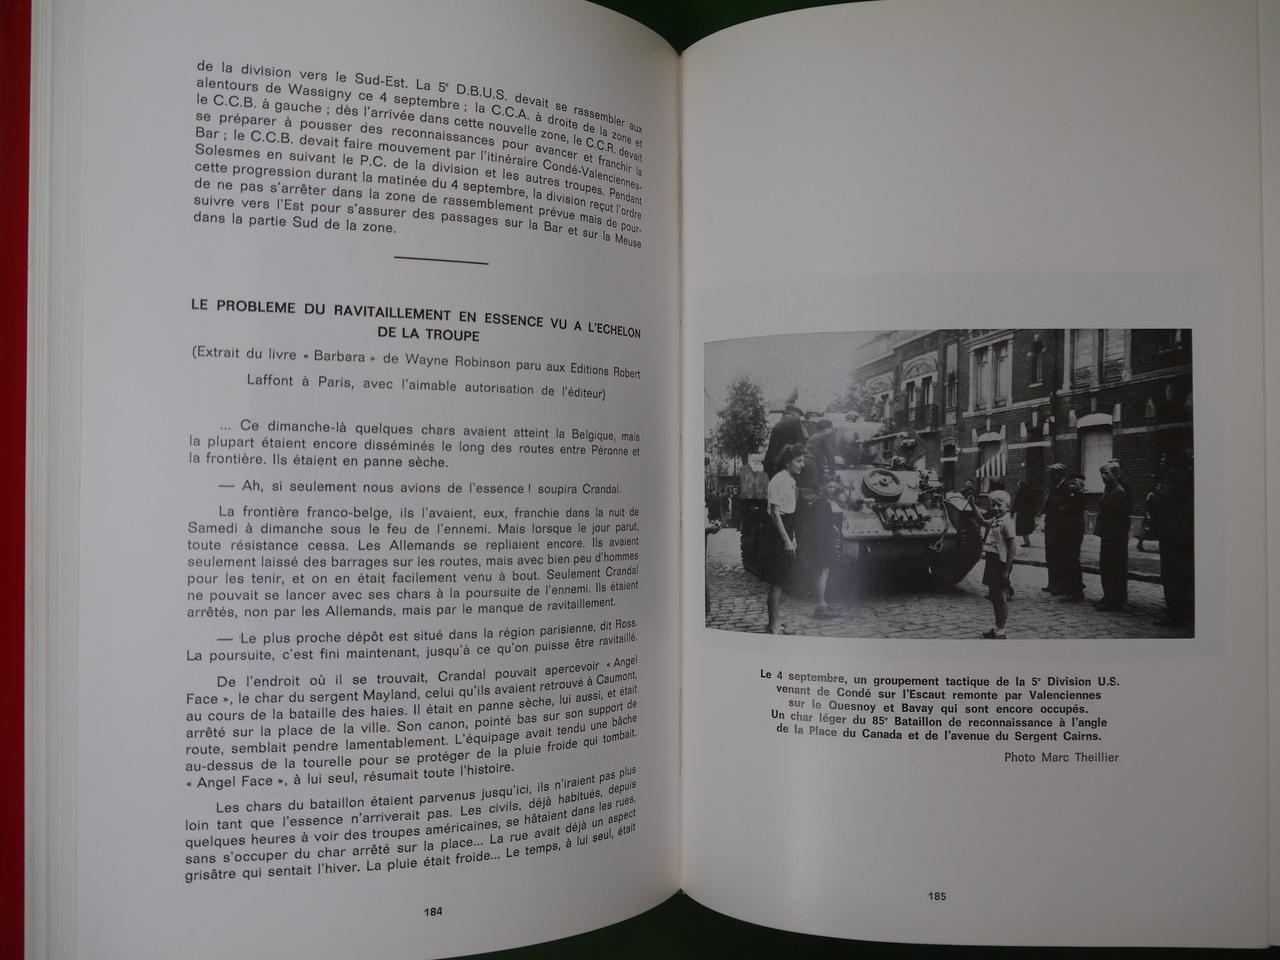 de la division vers le Sud-Est. La 5e D.B.U.S. devait se rassembler aux
alentours de Wassigny ce 4 septembre ; la C.C.A. à droite de la zone et
le C.C.B. à gauche ; dès l'arrivée dans cette nouvelle zone, le C.C.R. devait
se préparer à pousser des reconnaissances pour avancer et franchir la
Bar ; le C.C.B. devait faire mouvement par l'itinéraire Condé-Valenciennes-
Solesmes en suivant le P.C. de la division et les autres troupes. Pendant
cette progression durant la matinée du 4 septembre, la division reçut l'ordre
de ne pas s'arrêter dans la zone de rassemblement prévue mais de pour-
suivre vers l'Est pour s'assurer des passages sur la Bar et sur la Meuse
dans la partie Sud de la zone.
LE PROBLEME DU RAVITAILLEMENT EN ESSENCE VU A L'ECHELON
DE LA TROUPE
(Extrait du livre « Barbara » de Wayne Robinson paru aux Editions Robert
Laffont à Paris, avec l'aimable autorisation de l'éditeur)
... Ce dimanche-là quelques chars avaient atteint la Belgique, mais
la plupart étaient encore disséminés le long des routes entre Péronne et
la frontière. Ils étaient en panne sèche.
— Ah, si seulement nous avions de l'essence ! soupira Crandal.
La frontière franco-belge, ils l'avaient, eux, franchie dans la nuit de
Samedi à dimanche sous le feu de l'ennemi. Mais lorsque le jour parut,
toute résistance cessa. Les Allemands se repliaient encore. Ils avaient
seulement laissé des barrages sur les routes, mais avec bien peu d'hommes
pour les tenir, et on en était facilement venu à bout. Seulement Crandal
ne pouvait se lancer avec ses chars à la poursuite de l'ennemi. Ils étaient
arrêtés, non par les Allemands, mais par le manque de ravitaillement.
— Le plus proche dépôt est situé dans la région parisienne, dit Ross.
La poursuite, c'est fini maintenant, jusqu'à ce qu'on puisse être ravitaillé.
De l'endroit où il se trouvait, Crandal pouvait apercevoir « Angel
Face », le char du sergent Mayland, celui qu'ils avaient retrouvé à Caumont,
au cours de la bataille des haies. Il était en panne sèche, lui aussi, et était
arrêté sur la place de la ville. Son canon, pointé bas sur son support de
route, semblait pendre lamentablement. L'équipage avait tendu une bâche
au-dessus de la tourelle pour se protéger de la pluie froide qui tombait.
« Angel Face », à lui seul, résumait toute l'histoire.
Les chars du bataillon étaient parvenus jusqu'ici, ils n'iraient pas plus
loin tant que l'essence n'arriverait pas. Les civils, déjà habitués, depuis
quelques heures à voir des troupes américaines, se hâtaient dans les rues,
sans s'occuper du char arrêté sur la place... La rue avait déjà un aspect
grisâtre qui sentait l'hiver. La pluie était froide... Le temps, à lui seul, était
184
Le 4 septembre, un groupement tactique de la 5e Division U.S.
venant de Condé sur l'Escaut remonte par Valenciennes
sur le Quesnoy et Bavay qui sont encore occupés.
Un char léger du 85e Bataillon de reconnaissance à l'angle
de la Place du Canada et de l'avenue du Sergent Cairns.
Photo Marc Theillier
185